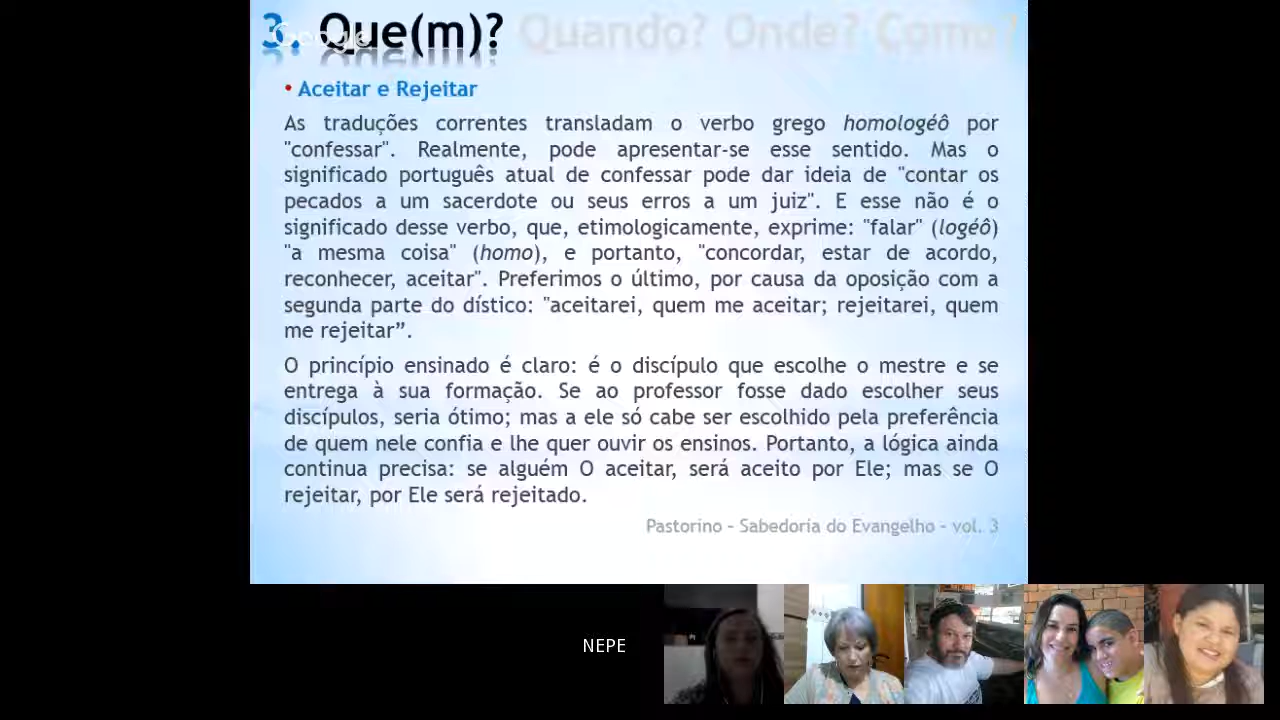 3. Que(m)? Quando? Onde? Como?
Google
• Aceitar e Rejeitar
As traduções correntes transladam o verbo grego homologéô por
"confessar". Realmente, pode apresentar-se esse sentido. Mas o
significado português atual de confessar pode dar ideia de "contar os
pecados a um sacerdote ou seus erros a um juiz". E esse não é o
significado desse verbo, que, etimologicamente, exprime: "falar" (logéô)
"a mesma coisa" (homo), e portanto, "concordar, estar de acordo,
reconhecer, aceitar". Preferimos o último, por causa da oposição com a
segunda parte do dístico: "aceitarei, quem me aceitar; rejeitarei, quem
me rejeitar”.
O princípio ensinado é claro: é o discípulo que escolhe o mestre e se
entrega à sua formação. Se ao professor fosse dado escolher seus
discípulos, seria ótimo; mas a ele só cabe ser escolhido pela preferência
de quem nele confia e lhe quer ouvir os ensinos. Portanto, a lógica ainda
continua precisa: se alguém O aceitar, será aceito por Ele; mas se O
rejeitar, por Ele será rejeitado.
Pastorino - Sabedoria do Evangelho - vol. 3
NEPE